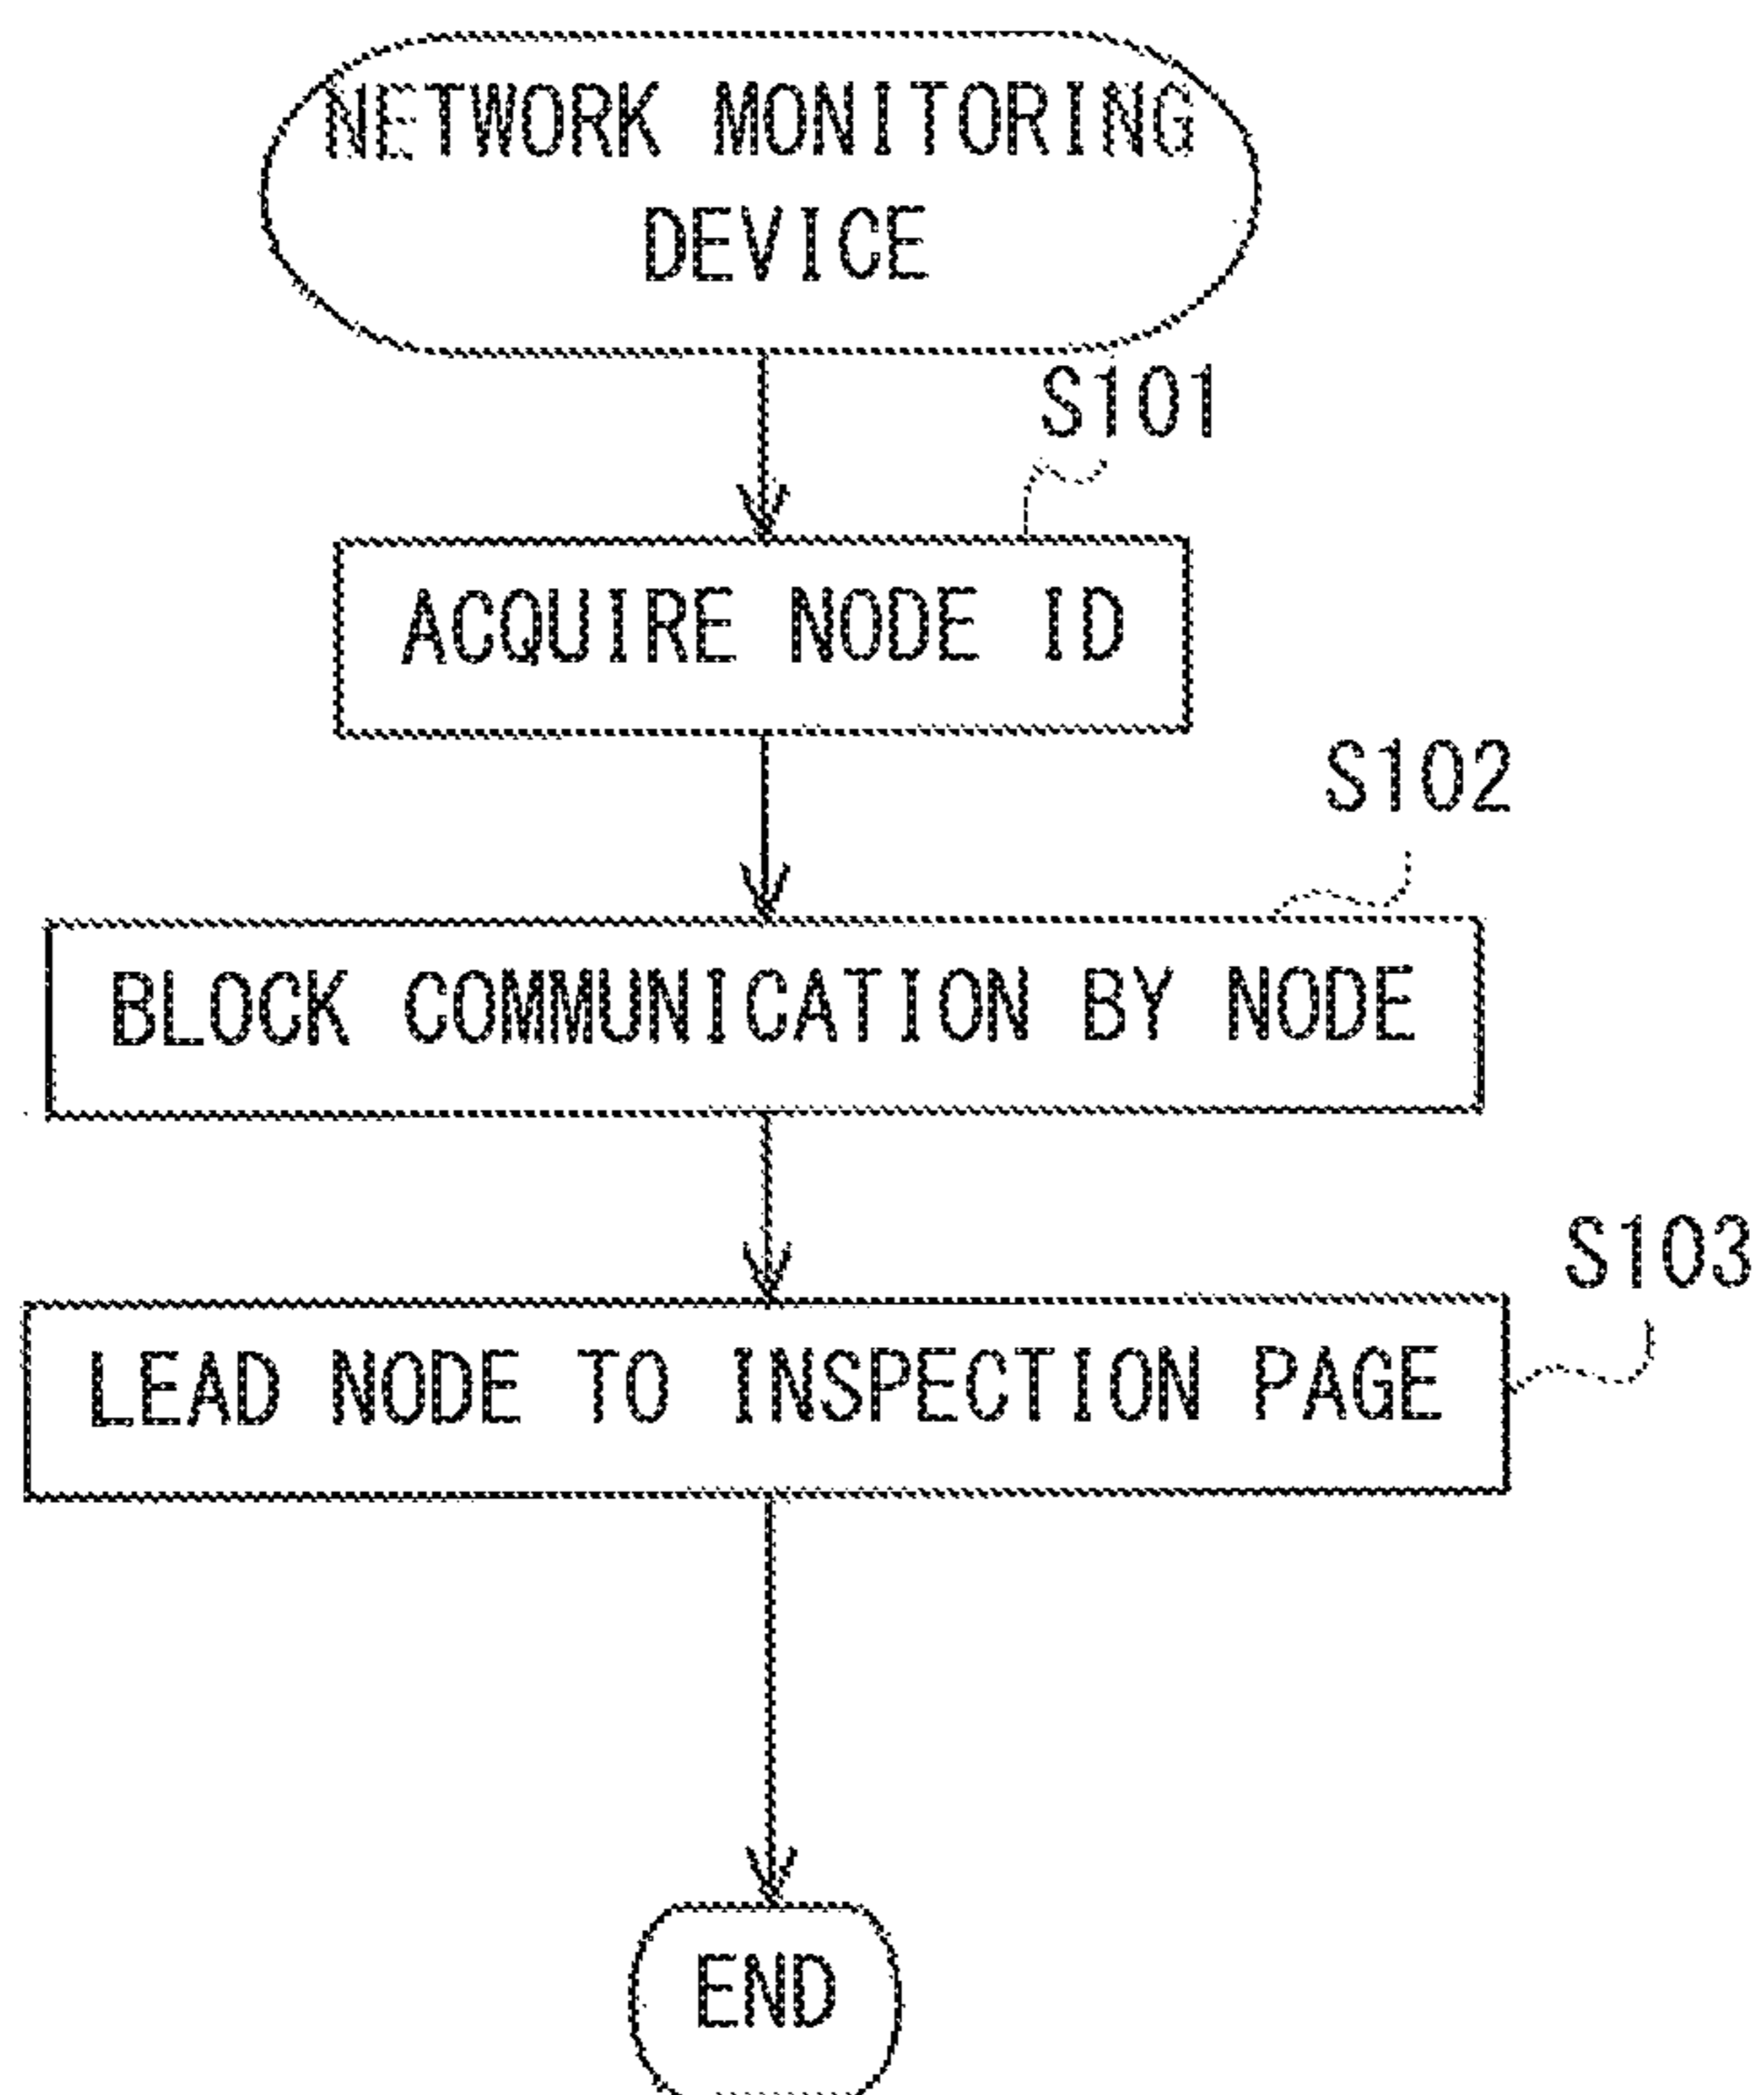 NETWORK MONITORING
DEVICE
S101
ACQUIRE NODE ID
S102
BLOCK COMMUNICATION BY NODE
S103
LEAD NODE TO INSPECTION PAGE
END